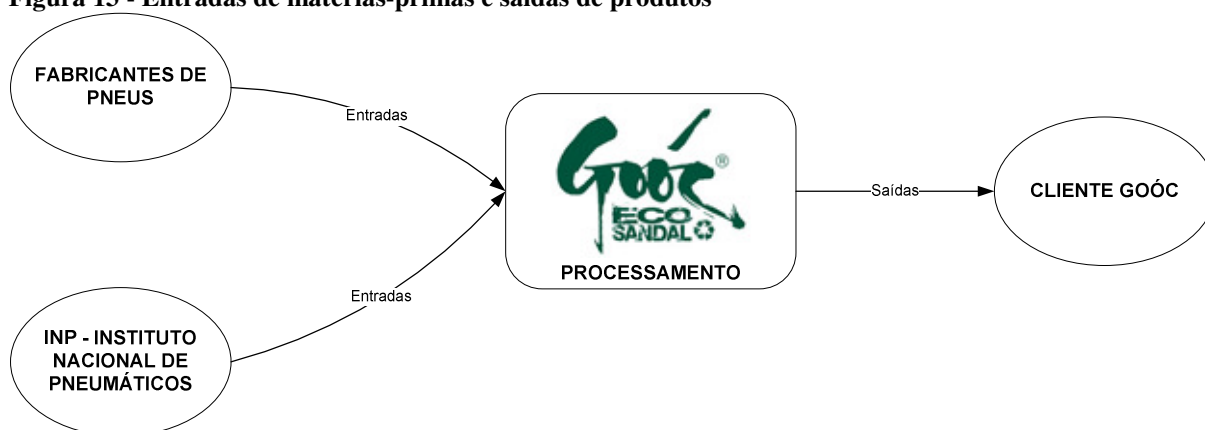 Figura 15 - Entradas de matérias-primas e saídas de produtos
FABRICANTES DE
PNEUS
Entradas
Goóc®
ECO
SANDAL
PROCESSAMENTO
Saídas
CLIENTE GOÓC
Entradas
INP - INSTITUTO
NACIONAL DE
PNEUMÁTICOS